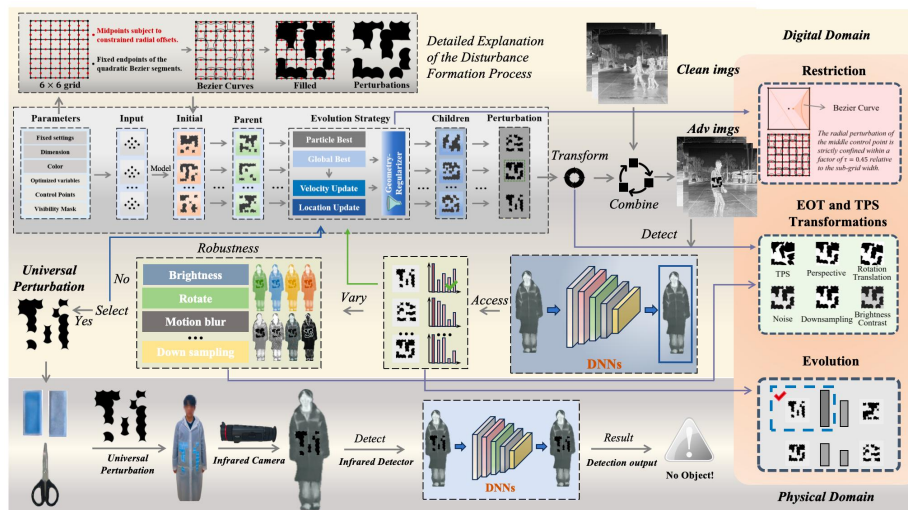 Midpoints subject to
constrained radial offsets.
Fixed endpoints of the
quadratic Bezier segments.
6 × 6 grid
Bezier Curves
Filled
Perturbations
Detailed Explanation
of the Disturbance
Formation Process
Clean imgs
Digital Domain
Restriction
Bezier Curve
The radial perturbation of
the middle control point is
strictly confined within a
factor of τ = 0.45 relative
to the sub-grid width.
Parameters
Input
Initial
Parent
Evolution Strategy
Children
Perturbation
Adv imgs
Fixed settings
Dimension
Color
Optimized variables
Control Points
Visibility Mask
Model
Particle Best
Global Best
Velocity Update
Location Update
Geometry-
Regularizer
Transform
Combine
Detect
EOT and TPS
Transformations
TPS
Perspective
Rotation
Translation
Noise
Downsampling
Brightness
Contrast
Universal
Perturbation
No
Yes
Select
Robustness
Brightness
Rotate
Motion blur
Down sampling
Vary
Access
DNNs
Evolution
Universal
Perturbation
Infrared Camera
Detect
Infrared Detector
DNNs
Result
Detection output
No Object!
Physical Domain